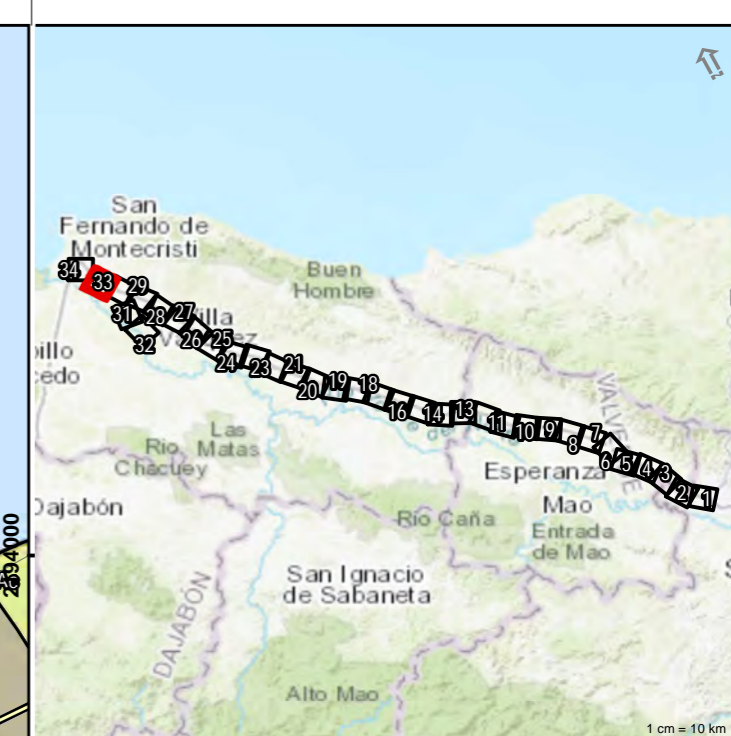 San
Fernando de
Montecristi
Buen
Hombre
34
33
29
31
28
27
illa
32
26
25
24
23
21
20
19
18
16
14
13
11
10
9
8
7
6
5
4
3
2
1
VALVE
Las
Matas
Rio
Chacuey
Esperanza
Mao
Dajabón
Rio Caña
Entrada
de Mao
San Ignacio
de Sabaneta
DAJABÓN
Alto Mao
1 cm = 10 km